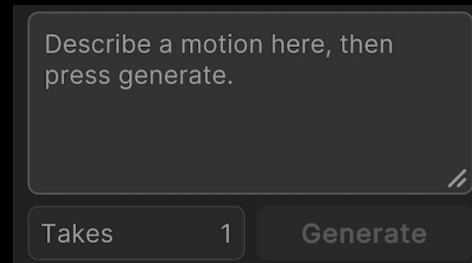 Describe a motion here, then
press generate.
Takes 1
Generate